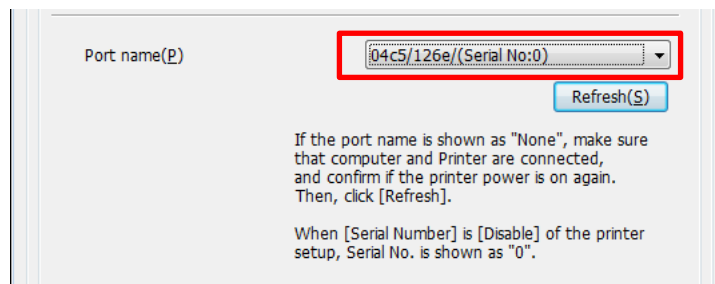 Port name(P) 04c5/126e/(Serial No:0)
Refresh(S)
If the port name is shown as "None", make sure
that computer and Printer are connected,
and confirm if the printer power is on again.
Then, click [Refresh].
When [Serial Number] is [Disable] of the printer
setup, Serial No. is shown as "0".